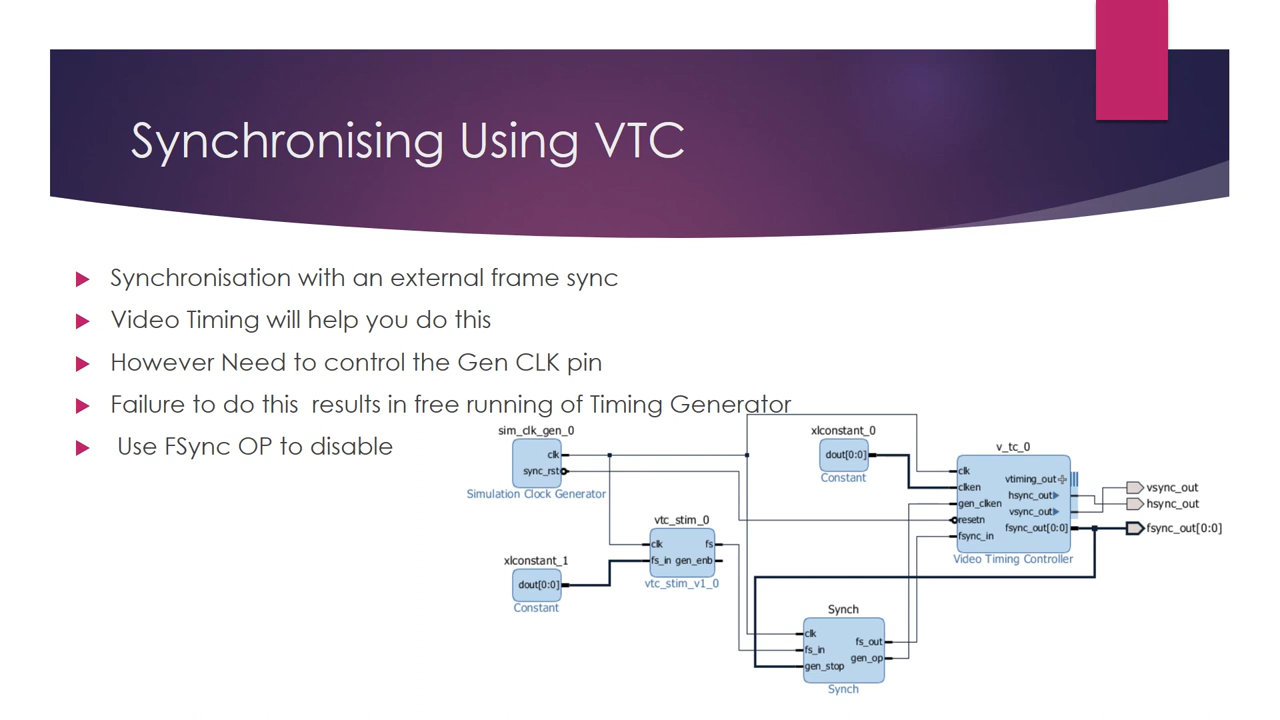 Synchronising Using VTC
Synchronisation with an external frame sync
Video Timing will help you do this
However Need to control the Gen CLK pin
Failure to do this  results in free running of Timing Generator
Use FSync OP to disable
sim_clk_gen_0
clk
sync_rst
Simulation Clock Generator
xlconstant_0
dout[0:0]
Constant
v_tc_0
clk
clken
gen_clken
resetn
fsync_in
vtiming_out
hsync_out
vsync_out
fsync_out[0:0]
Video Timing Controller
vsync_out
hsync_out
fsync_out[0:0]
vtc_stim_0
clk
fs_in
fs
gen_enb
vtc_stim_v1_0
xlconstant_1
dout[0:0]
Constant
Synch
clk
fs_in
gen_stop
fs_out
gen_op
Synch